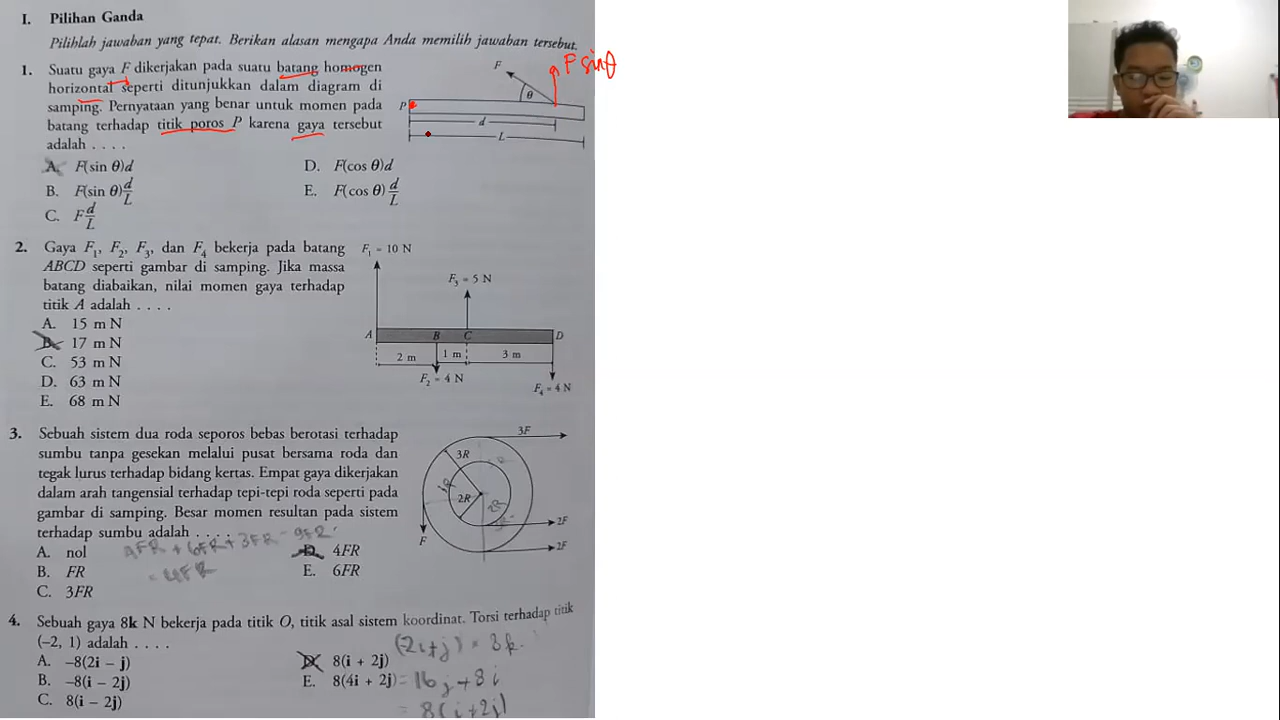 I. Pilihan Ganda
Pilihlah jawaban yang tepat. Berikan alasan mengapa Anda memilih jawaban tersebut.
1. Suatu gaya F dikerjakan pada suatu batang homogen
horizontal seperti ditunjukkan dalam diagram di
samping. Pernyataan yang benar untuk momen pada
batang terhadap titik poros P karena gaya tersebut
adalah . . . .
F
θ
P sinθ
P
d
L
A. F(sin θ)d
D. F(cos θ)d
B. F(sin θ) d/L
E. F(cos θ) d/L
C. F d/L
2. Gaya F₁, F₂, F₃, dan F₄ bekerja pada batang
ABCD seperti gambar di samping. Jika massa
batang diabaikan, nilai momen gaya terhadap
titik A adalah . . . .
A. 15 m N
B. 17 m N
C. 53 m N
D. 63 m N
E. 68 m N
F₁ = 10 N
F₃ = 5 N
A B C D
2 m 1 m 3 m
F₂ = 4 N
F₄ = 4 N
3. Sebuah sistem dua roda seporos bebas berotasi terhadap
sumbu tanpa gesekan melalui pusat bersama roda dan
tegak lurus terhadap bidang kertas. Empat gaya dikerjakan
dalam arah tangensial terhadap tepi-tepi roda seperti pada
gambar di samping. Besar momen resultan pada sistem
terhadap sumbu adalah . . . .
3F
3R
2R
3R
2R
2F
2F
F
A. nol
D. 4FR
B. FR
E. 6FR
C. 3FR
4FR + 6FR + 3FR - 9FR
= 4FR
4. Sebuah gaya 8k N bekerja pada titik O, titik asal sistem koordinat. Torsi terhadap titik
(–2, 1) adalah . . . .
A. –8(2i – j)
D. 8(i + 2j)
B. –8(i – 2j)
E. 8(4i + 2j)
C. 8(i – 2j)
= 16j + 8i
= 8(i+2j)